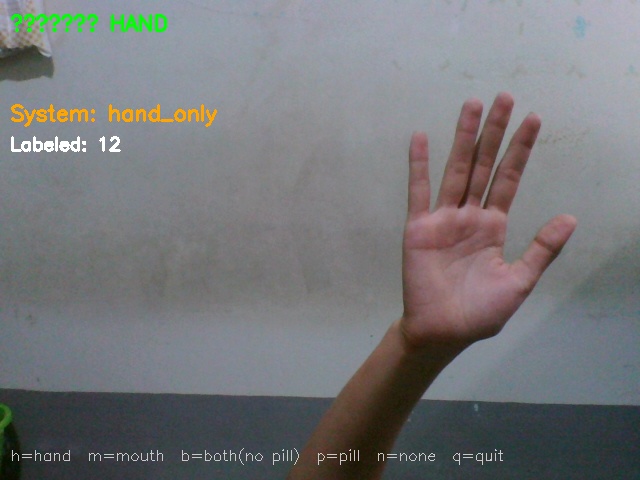 ??????? HAND
System: hand_only
Labeled: 12
h=hand m=mouth b=both(no pill) p=pill n=none q=quit